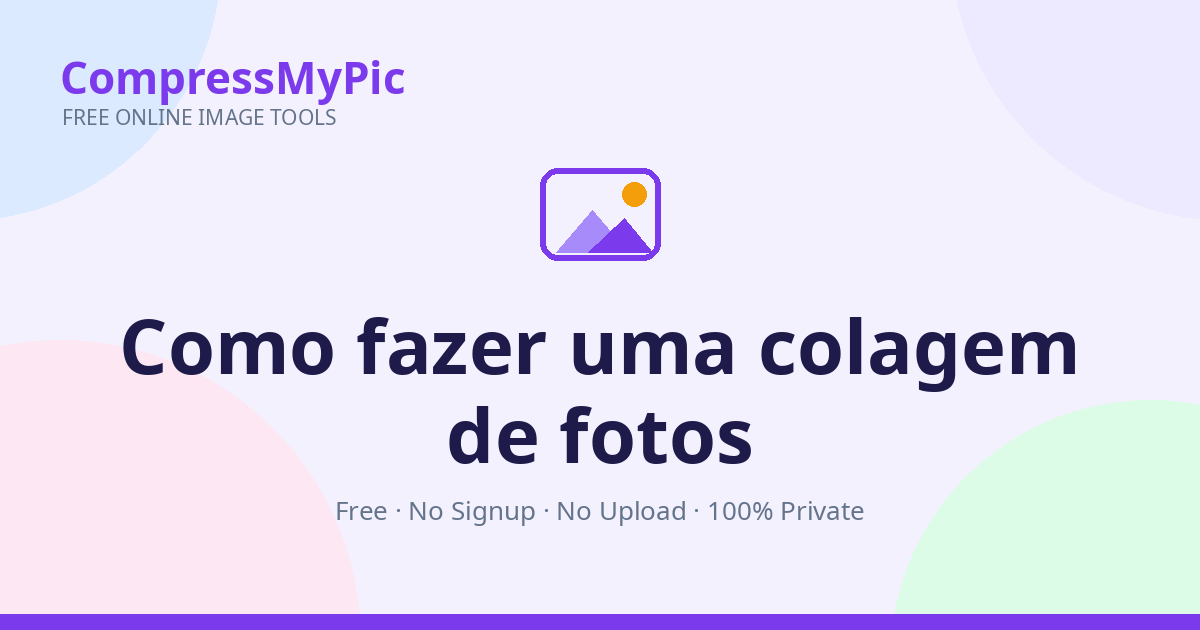 CompressMyPic
FREE ONLINE IMAGE TOOLS
Como fazer uma colagem
de fotos
Free · No Signup · No Upload · 100% Private